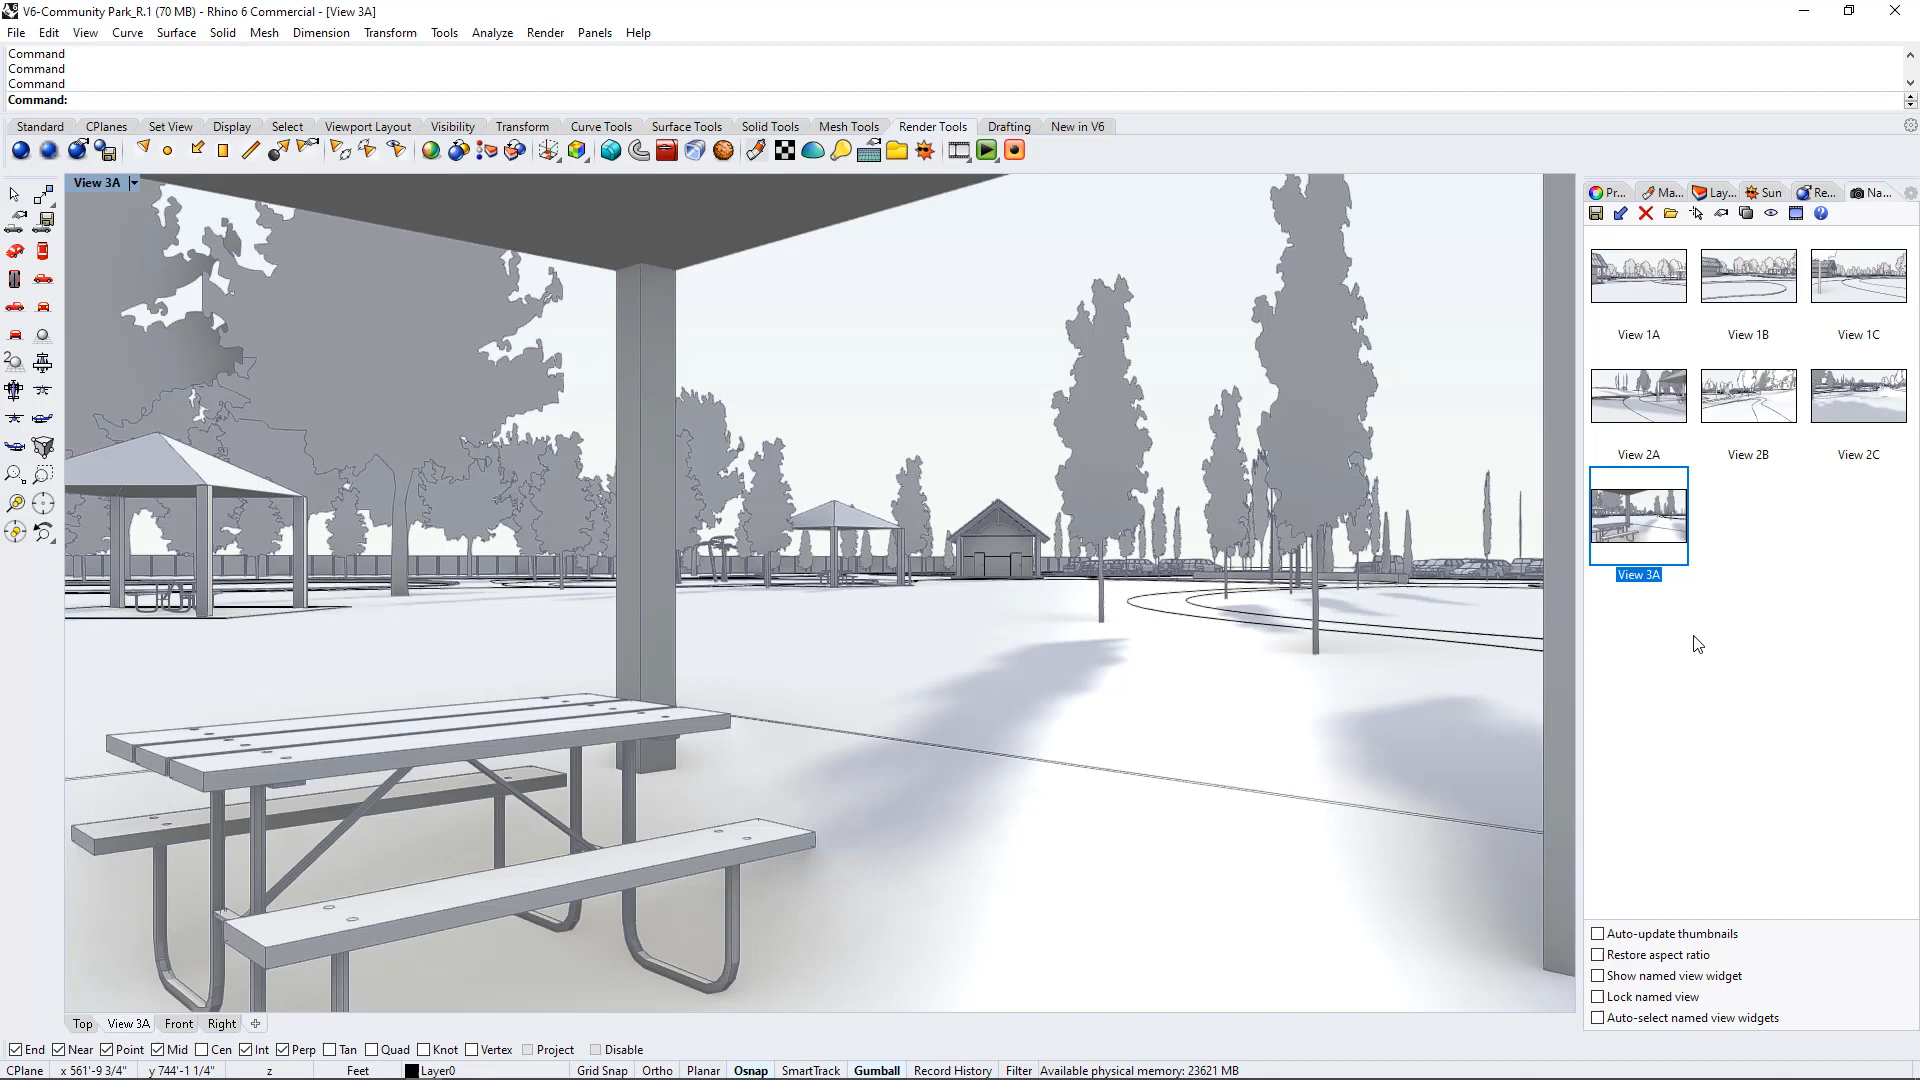 V6-Community Park_R.1 (70 MB) - Rhino 6 Commercial - [View 3A]
File Edit View Curve Surface Solid Mesh Dimension Transform Tools Analyze Render Panels Help
Command
Command
Command
Command:
Standard CPlanes Set View Display Select Viewport Layout Visibility Transform Curve Tools Surface Tools Solid Tools Mesh Tools Render Tools Drafting New in V6
View 3A
Pr... Ma... Lay... Sun Re... Na...
View 1A View 1B View 1C
View 2A View 2B View 2C
View 3A
Auto-update thumbnails
Restore aspect ratio
Show named view widget
Lock named view
Auto-select named view widgets
Top View 3A Front Right
End Near Point Mid Cen Int Perp Tan Quad Knot Vertex Project Disable
CPlane x 561'-9 3/4" y 744'-1 1/4" z Feet Layer0 Grid Snap Ortho Planar Osnap SmartTrack Gumball Record History Filter Available physical memory: 23621 MB